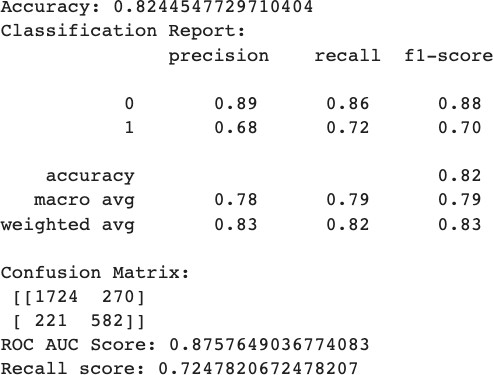 Accuracy: 0.8244547729710404
Classification Report:
precision recall f1-score
0 0.89 0.86 0.88
1 0.68 0.72 0.70
accuracy 0.82
macro avg 0.78 0.79 0.79
weighted avg 0.83 0.82 0.83
Confusion Matrix:
[[1724 270]
[ 221 582]]
ROC AUC Score: 0.8757649036774083
Recall score: 0.7247820672478207